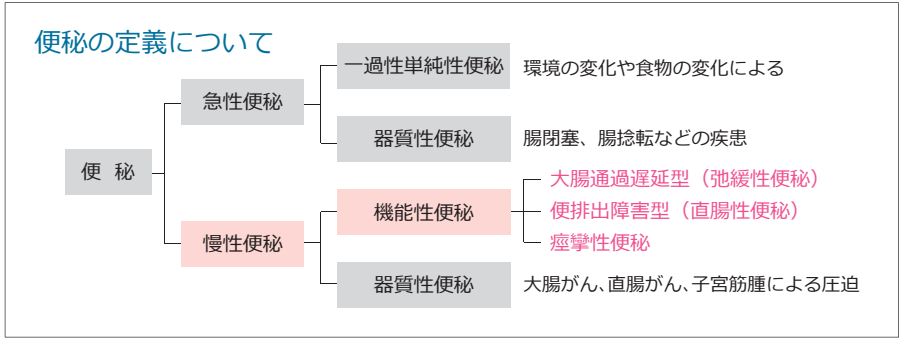 便秘の定義について
便 秘
急性便秘
一過性単純性便秘
環境の変化や食物の変化による
器質性便秘
腸閉塞、腸捻転などの疾患
慢性便秘
機能性便秘
大腸通過遅延型（弛緩性便秘）
便排出障害型（直腸性便秘）
痙攣性便秘
器質性便秘
大腸がん、直腸がん、子宮筋腫による圧迫